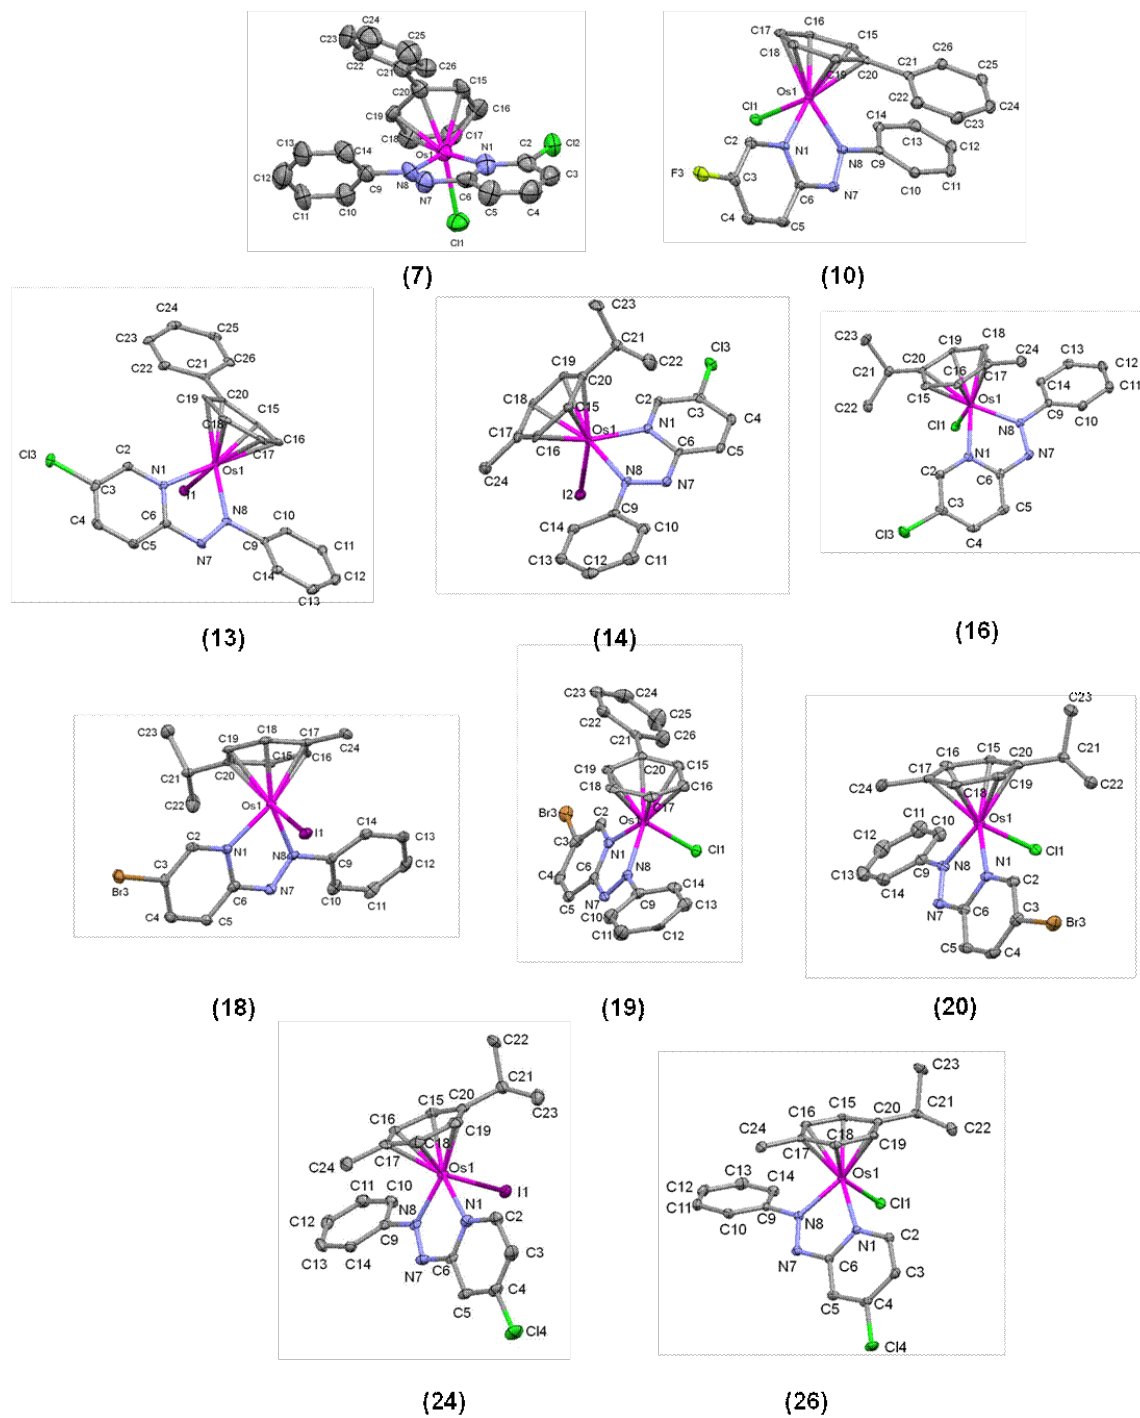 C24
C23
C25
C22
C26
C21
C15
C20
C16
C19
C17
C18
C13
C14
Os1
N1
C2
Cl2
C12
C9
N8
N7
C6
C3
C11
C10
C5
C4
Cl1
(7)
C17
C16
C15
C18
C26
C21
C25
C19
C20
Os1
C22
C24
Cl1
C14
C23
C2
C13
N1
C12
N8
C9
F3
C3
C10
C11
C6
N7
C4
C5
(10)
C24
C23
C25
C22
C21
C26
C20
C19
C15
C18
C16
C17
Cl3
C2
N1
Os1
I1
C3
N8
C10
C4
C6
C9
C11
C5
N7
C14
C12
C13
(13)
C23
C21
Cl3
C22
C19
C20
C2
C3
C18
C15
C4
Os1
N1
C17
C16
C6
C5
C24
N8
N7
I2
C9
C14
C10
C13
C12
C11
(14)
C23
C19
C18
C24
C13
C20
C12
C21
C16
C17
C14
C11
C15
Os1
C9
C22
C10
Cl1
N8
N1
N7
C2
C6
C3
C5
Cl3
C4
(16)
C23
C18
C17
C19
C24
C15
C16
C21
C20
C22
Os1
I1
C14
C13
C2
N1
N8
C9
C12
C3
Br3
N7
C10
C11
C6
C4
C5
(18)
C23
C24
C22
C25
C21
C26
C20
C19
C15
C18
C16
C17
Br3
C2
Os1
C3
N1
Cl1
C6
N8
C4
C14
C5
N7
C9
C13
C10
C11
C12
(19)
C23
C15
C20
C16
C21
C17
C19
C22
C24
C18
C11
C10
Os1
C12
Cl1
C9
N8
N1
C13
C14
C2
N7
C6
C3
Br3
C5
C4
(20)
C22
C21
C20
C23
C15
C16
C19
C18
C17
C24
Os1
C11
C10
I1
N8
N1
C12
C2
C9
C3
C13
C14
N7
C6
C4
C5
Cl4
(24)
C23
C15
C20
C21
C16
C24
C22
C18
C19
C17
C13
C14
Os1
C12
Cl1
C11
C9
C10
N8
N1
C2
N7
C6
C3
C5
C4
Cl4
(26)